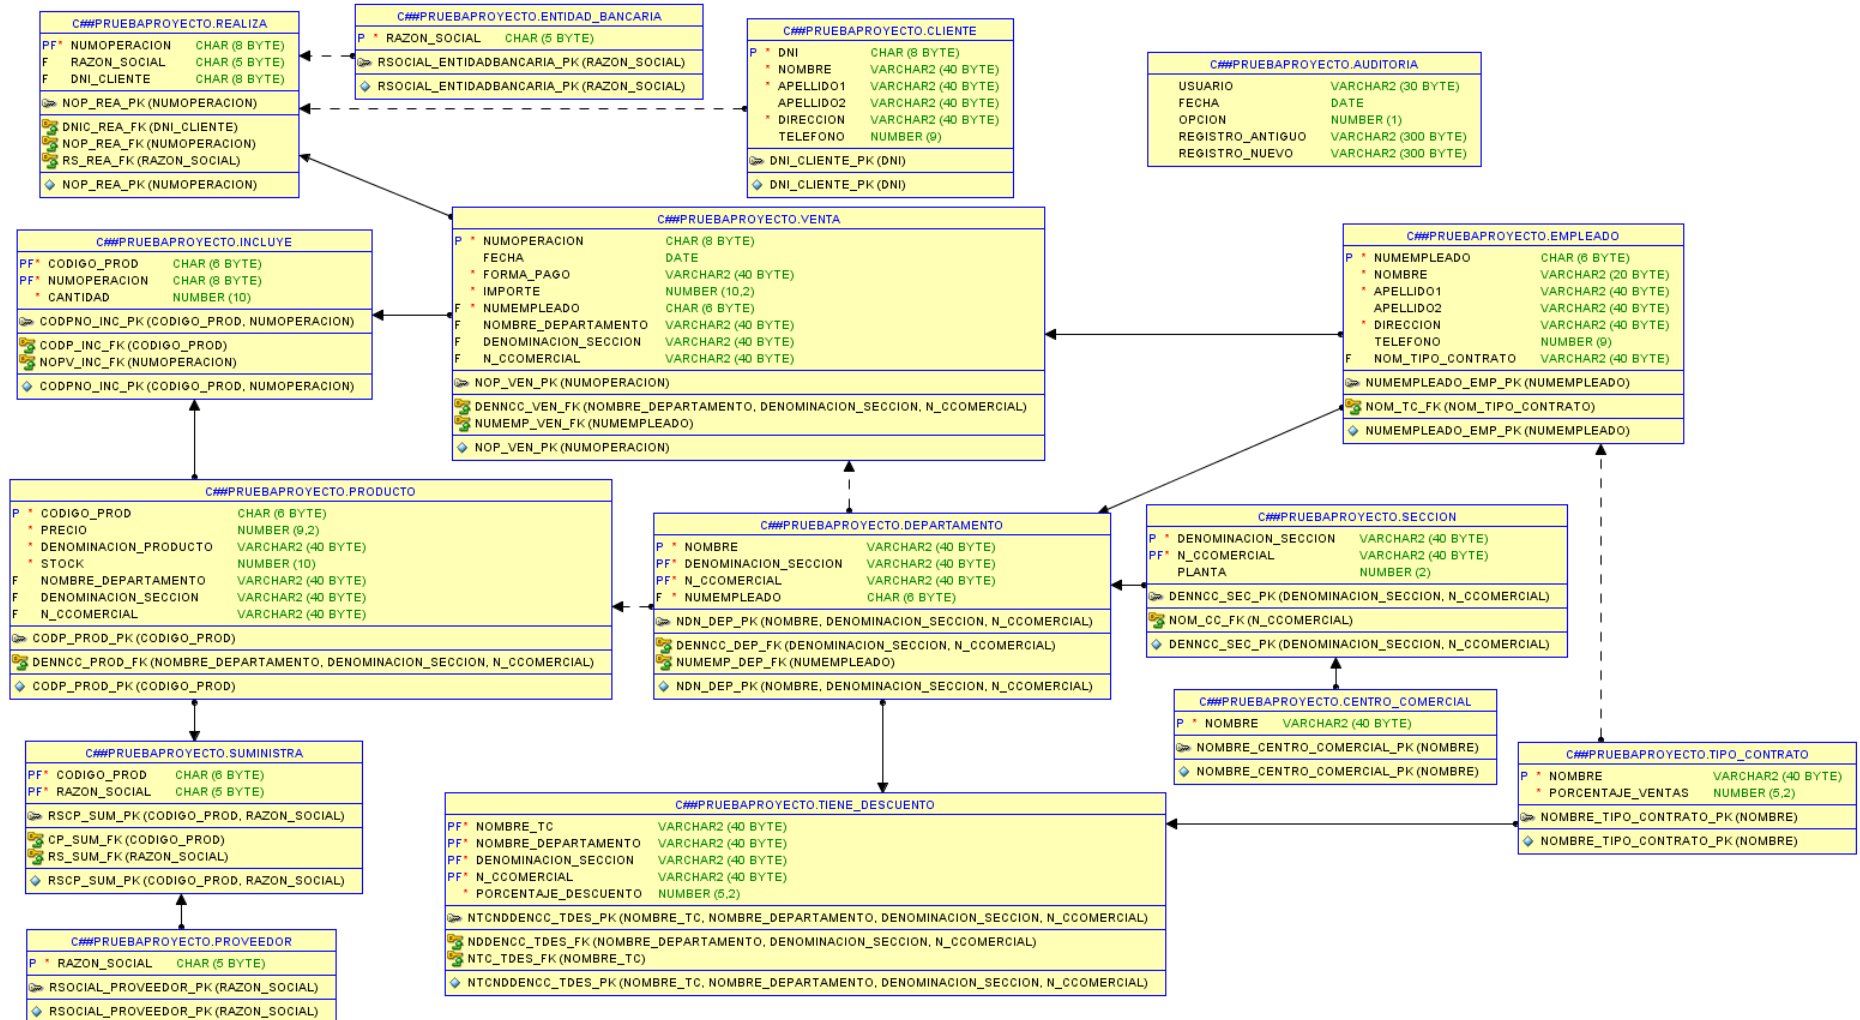 C##PRUEBAPROYECTO.REALIZA
PF* NUMOPERACION CHAR (8 BYTE)
F RAZON_SOCIAL CHAR (5 BYTE)
F DNI_CLIENTE CHAR (8 BYTE)
NOP_REA_PK (NUMOPERACION)
DNIC_REA_FK (DNI_CLIENTE)
NOP_REA_FK (NUMOPERACION)
RS_REA_FK (RAZON_SOCIAL)
NOP_REA_PK (NUMOPERACION)
C##PRUEBAPROYECTO.ENTIDAD_BANCARIA
P * RAZON_SOCIAL CHAR (5 BYTE)
RSOCIAL_ENTIDADBANCARIA_PK (RAZON_SOCIAL)
RSOCIAL_ENTIDADBANCARIA_PK (RAZON_SOCIAL)
C##PRUEBAPROYECTO.CLIENTE
P * DNI CHAR (8 BYTE)
* NOMBRE VARCHAR2 (40 BYTE)
* APELLIDO1 VARCHAR2 (40 BYTE)
APELLIDO2 VARCHAR2 (40 BYTE)
* DIRECCION VARCHAR2 (40 BYTE)
TELEFONO NUMBER (9)
DNI_CLIENTE_PK (DNI)
DNI_CLIENTE_PK (DNI)
C##PRUEBAPROYECTO.AUDITORIA
USUARIO VARCHAR2 (30 BYTE)
FECHA DATE
OPCION NUMBER (1)
REGISTRO_ANTIGUO VARCHAR2 (300 BYTE)
REGISTRO_NUEVO VARCHAR2 (300 BYTE)
C##PRUEBAPROYECTO.INCLUYE
PF* CODIGO_PROD CHAR (6 BYTE)
PF* NUMOPERACION CHAR (8 BYTE)
* CANTIDAD NUMBER (10)
CODPNO_INC_PK (CODIGO_PROD, NUMOPERACION)
CODP_INC_FK (CODIGO_PROD)
NOPV_INC_FK (NUMOPERACION)
CODPNO_INC_PK (CODIGO_PROD, NUMOPERACION)
C##PRUEBAPROYECTO.VENTA
P * NUMOPERACION CHAR (8 BYTE)
FECHA DATE
* FORMA_PAGO VARCHAR2 (40 BYTE)
* IMPORTE NUMBER (10,2)
F * NUMEMPLEADO CHAR (6 BYTE)
F NOMBRE_DEPARTAMENTO VARCHAR2 (40 BYTE)
F DENOMINACION_SECCION VARCHAR2 (40 BYTE)
F N_CCOMERCIAL VARCHAR2 (40 BYTE)
NOP_VEN_PK (NUMOPERACION)
DENNCC_VEN_FK (NOMBRE_DEPARTAMENTO, DENOMINACION_SECCION, N_CCOMERCIAL)
NUMEMP_VEN_FK (NUMEMPLEADO)
NOP_VEN_PK (NUMOPERACION)
C##PRUEBAPROYECTO.EMPLEADO
P * NUMEMPLEADO CHAR (6 BYTE)
* NOMBRE VARCHAR2 (20 BYTE)
* APELLIDO1 VARCHAR2 (40 BYTE)
APELLIDO2 VARCHAR2 (40 BYTE)
* DIRECCION VARCHAR2 (40 BYTE)
TELEFONO NUMBER (9)
F NOM_TIPO_CONTRATO VARCHAR2 (40 BYTE)
NUMEMPLEADO_EMP_PK (NUMEMPLEADO)
NOM_TC_FK (NOM_TIPO_CONTRATO)
NUMEMPLEADO_EMP_PK (NUMEMPLEADO)
C##PRUEBAPROYECTO.PRODUCTO
P * CODIGO_PROD CHAR (6 BYTE)
* PRECIO NUMBER (9,2)
* DENOMINACION_PRODUCTO VARCHAR2 (40 BYTE)
* STOCK NUMBER (10)
F NOMBRE_DEPARTAMENTO VARCHAR2 (40 BYTE)
F DENOMINACION_SECCION VARCHAR2 (40 BYTE)
F N_CCOMERCIAL VARCHAR2 (40 BYTE)
CODP_PROD_PK (CODIGO_PROD)
DENNCC_PROD_FK (NOMBRE_DEPARTAMENTO, DENOMINACION_SECCION, N_CCOMERCIAL)
CODP_PROD_PK (CODIGO_PROD)
C##PRUEBAPROYECTO.DEPARTAMENTO
P * NOMBRE VARCHAR2 (40 BYTE)
PF* DENOMINACION_SECCION VARCHAR2 (40 BYTE)
PF* N_CCOMERCIAL VARCHAR2 (40 BYTE)
F * NUMEMPLEADO CHAR (6 BYTE)
NDN_DEP_PK (NOMBRE, DENOMINACION_SECCION, N_CCOMERCIAL)
DENNCC_DEP_FK (DENOMINACION_SECCION, N_CCOMERCIAL)
NUMEMP_DEP_FK (NUMEMPLEADO)
NDN_DEP_PK (NOMBRE, DENOMINACION_SECCION, N_CCOMERCIAL)
C##PRUEBAPROYECTO.SECCION
P * DENOMINACION_SECCION VARCHAR2 (40 BYTE)
PF* N_CCOMERCIAL VARCHAR2 (40 BYTE)
PLANTA NUMBER (2)
DENNCC_SEC_PK (DENOMINACION_SECCION, N_CCOMERCIAL)
NOM_CC_FK (N_CCOMERCIAL)
DENNCC_SEC_PK (DENOMINACION_SECCION, N_CCOMERCIAL)
C##PRUEBAPROYECTO.CENTRO_COMERCIAL
P * NOMBRE VARCHAR2 (40 BYTE)
NOMBRE_CENTRO_COMERCIAL_PK (NOMBRE)
NOMBRE_CENTRO_COMERCIAL_PK (NOMBRE)
C##PRUEBAPROYECTO.SUMINISTRA
PF* CODIGO_PROD CHAR (6 BYTE)
PF* RAZON_SOCIAL CHAR (5 BYTE)
RSCP_SUM_PK (CODIGO_PROD, RAZON_SOCIAL)
CP_SUM_FK (CODIGO_PROD)
RS_SUM_FK (RAZON_SOCIAL)
RSCP_SUM_PK (CODIGO_PROD, RAZON_SOCIAL)
C##PRUEBAPROYECTO.TIPO_CONTRATO
P * NOMBRE VARCHAR2 (40 BYTE)
* PORCENTAJE_VENTAS NUMBER (5,2)
NOMBRE_TIPO_CONTRATO_PK (NOMBRE)
NOMBRE_TIPO_CONTRATO_PK (NOMBRE)
C##PRUEBAPROYECTO.TIENE_DESCUENTO
PF* NOMBRE_TC VARCHAR2 (40 BYTE)
PF* NOMBRE_DEPARTAMENTO VARCHAR2 (40 BYTE)
PF* DENOMINACION_SECCION VARCHAR2 (40 BYTE)
PF* N_CCOMERCIAL VARCHAR2 (40 BYTE)
* PORCENTAJE_DESCUENTO NUMBER (5,2)
NTCNDDENCC_TDES_PK (NOMBRE_TC, NOMBRE_DEPARTAMENTO, DENOMINACION_SECCION, N_CCOMERCIAL)
NDDENCC_TDES_FK (NOMBRE_DEPARTAMENTO, DENOMINACION_SECCION, N_CCOMERCIAL)
NTC_TDES_FK (NOMBRE_TC)
NTCNDDENCC_TDES_PK (NOMBRE_TC, NOMBRE_DEPARTAMENTO, DENOMINACION_SECCION, N_CCOMERCIAL)
C##PRUEBAPROYECTO.PROVEEDOR
P * RAZON_SOCIAL CHAR (5 BYTE)
RSOCIAL_PROVEEDOR_PK (RAZON_SOCIAL)
RSOCIAL_PROVEEDOR_PK (RAZON_SOCIAL)